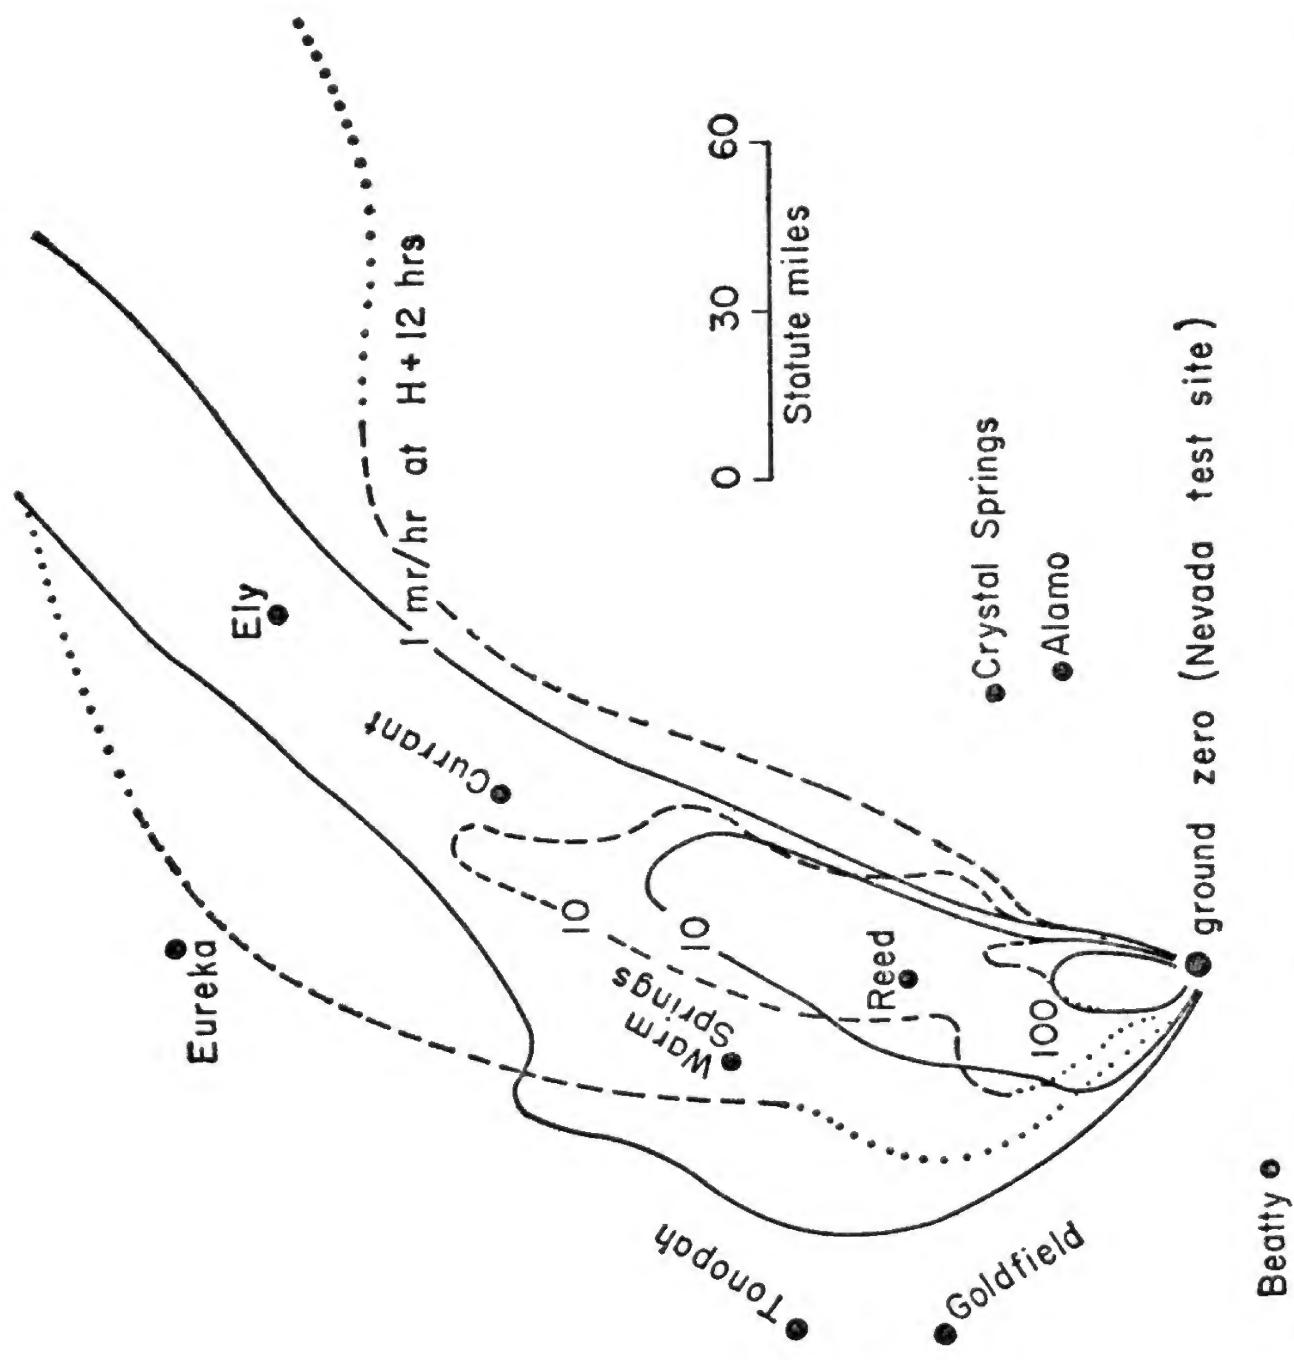 Ely
Currant
Eureka
1 mr/hr at H + 12 hrs
60
30
0
Statute miles
10
10
Warm
Springs
Reed
100
Crystal Springs
Alamo
Tonopah
Goldfield
Beatty
ground zero (Nevada test site)